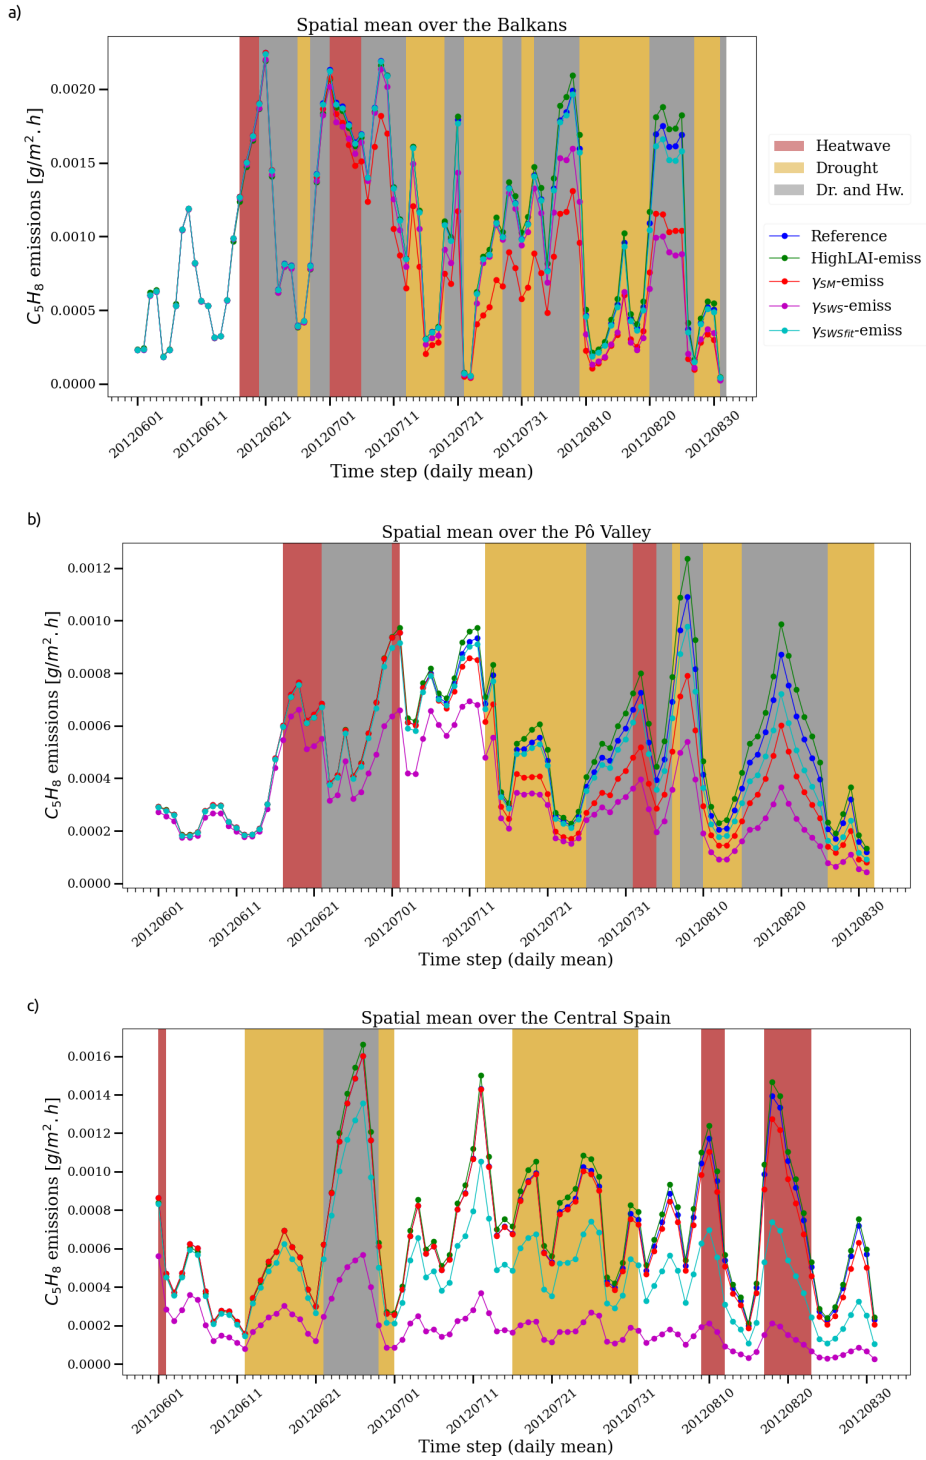 a)
Spatial mean over the Balkans
C₅H₈ emissions [g/m². h]
0.0020
0.0015
0.0010
0.0005
0.0000
20120601
20120611
20120621
20120701
20120711
20120721
20120731
20120810
20120820
20120830
Time step (daily mean)
Heatwave
Drought
Dr. and Hw.
Reference
HighLAI-emiss
γSM-emiss
γSWS-emiss
γSWSfit-emiss
b)
Spatial mean over the Pô Valley
C₅H₈ emissions [g/m². h]
0.0012
0.0010
0.0008
0.0006
0.0004
0.0002
0.0000
20120601
20120611
20120621
20120701
20120711
20120721
20120731
20120810
20120820
20120830
Time step (daily mean)
c)
Spatial mean over the Central Spain
C₅H₈ emissions [g/m². h]
0.0016
0.0014
0.0012
0.0010
0.0008
0.0006
0.0004
0.0002
0.0000
20120601
20120611
20120621
20120701
20120711
20120721
20120731
20120810
20120820
20120830
Time step (daily mean)